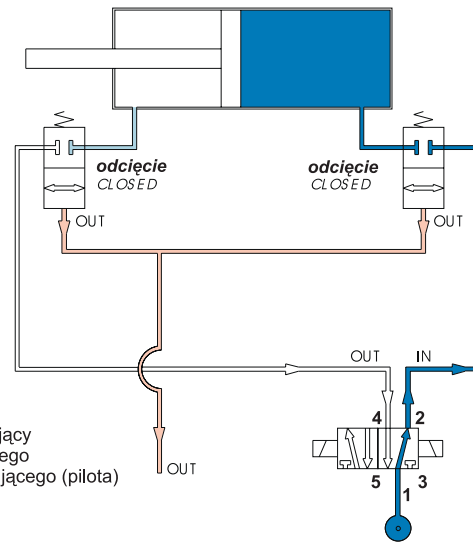 odcięcie
CLOSED
odcięcie
CLOSED
OUT
OUT
OUT
IN
4
2
jący
ego
jącego (pilota)
OUT
5
1
3